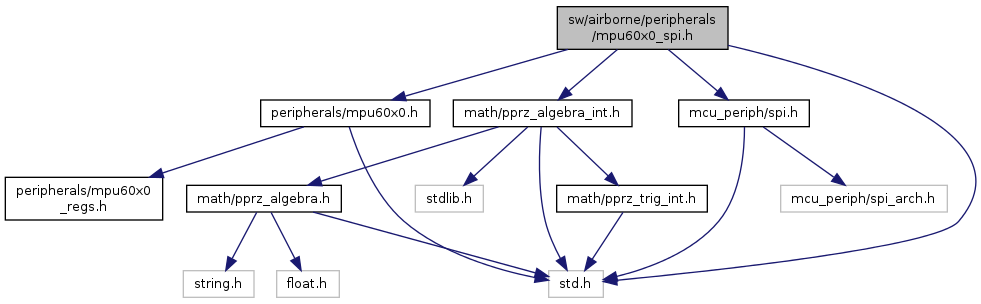 sw/airborne/peripherals
/mpu60x0_spi.h
peripherals/mpu60x0.h
math/pprz_algebra_int.h
mcu_periph/spi.h
peripherals/mpu60x0
_regs.h
math/pprz_algebra.h
stdlib.h
math/pprz_trig_int.h
mcu_periph/spi_arch.h
string.h
float.h
std.h